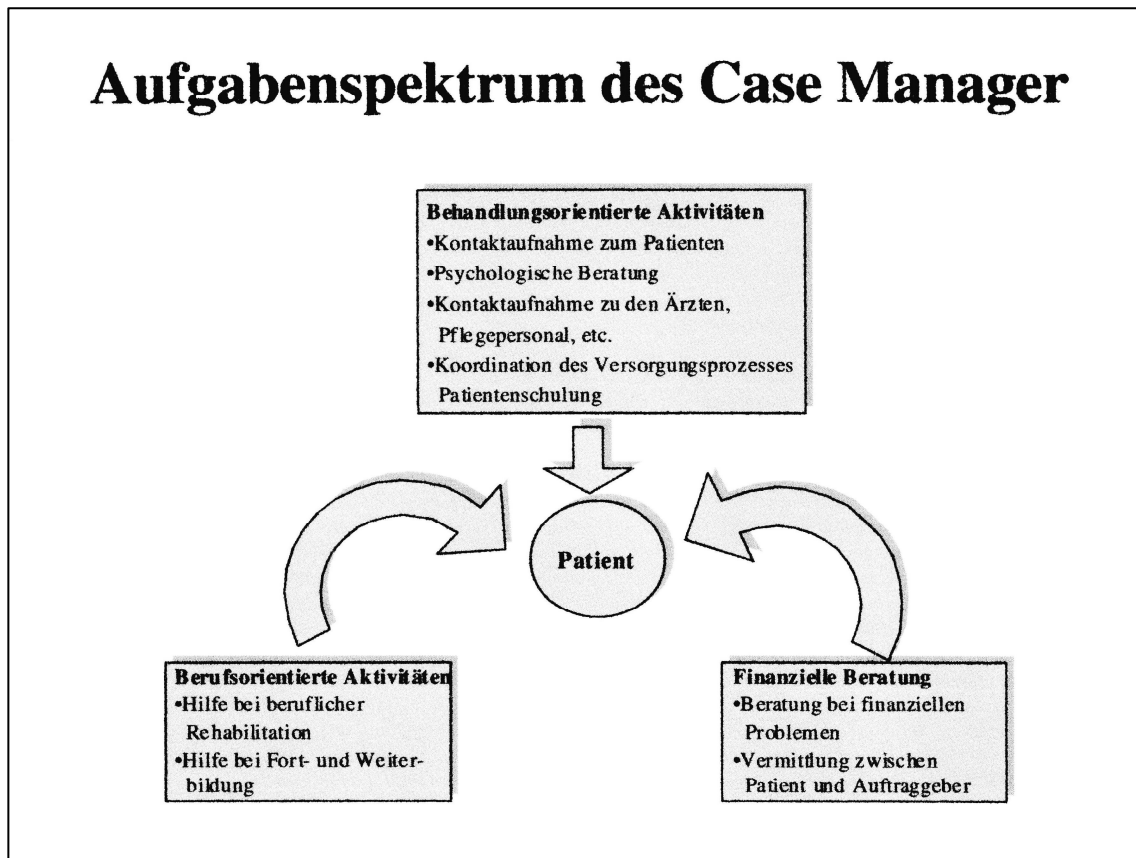 Aufgabenspektrum des Case Manager
Behandlungsorientierte Aktivitäten
•Kontaktaufnahme zum Patienten
•Psychologische Beratung
•Kontaktaufnahme zu den Ärzten,
Pflegepersonal, etc.
•Koordination des Versorgungsprozesses
Patientenschulung
Patient
Berufsorientierte Aktivitäten
•Hilfe bei beruflicher
Rehabilitation
•Hilfe bei Fort- und Weiter-
bildung
Finanzielle Beratung
•Beratung bei finanziellen
Problemen
•Vermittlung zwischen
Patient und Auftraggeber